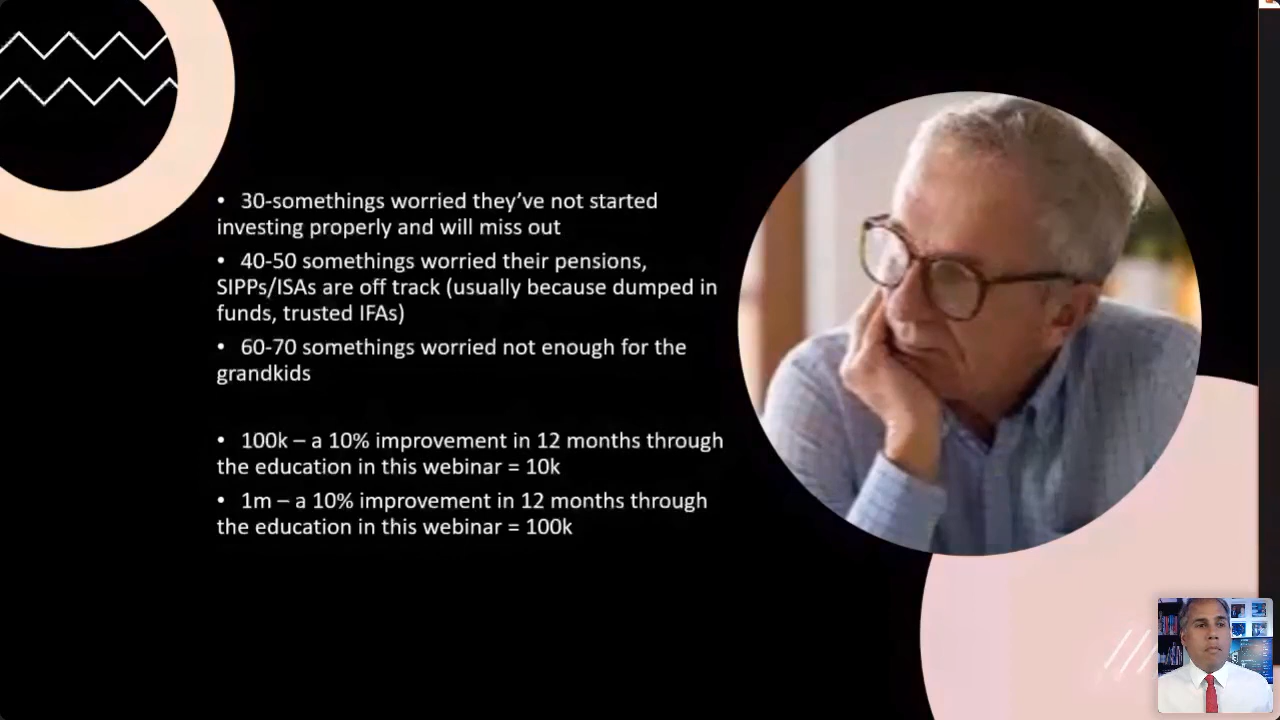 • 30-somethings worried they’ve not started
investing properly and will miss out
• 40-50 somethings worried their pensions,
SIPPs/ISAs are off track (usually because dumped in
funds, trusted IFAs)
• 60-70 somethings worried not enough for the
grandkids
• 100k – a 10% improvement in 12 months through
the education in this webinar = 10k
• 1m – a 10% improvement in 12 months through
the education in this webinar = 100k